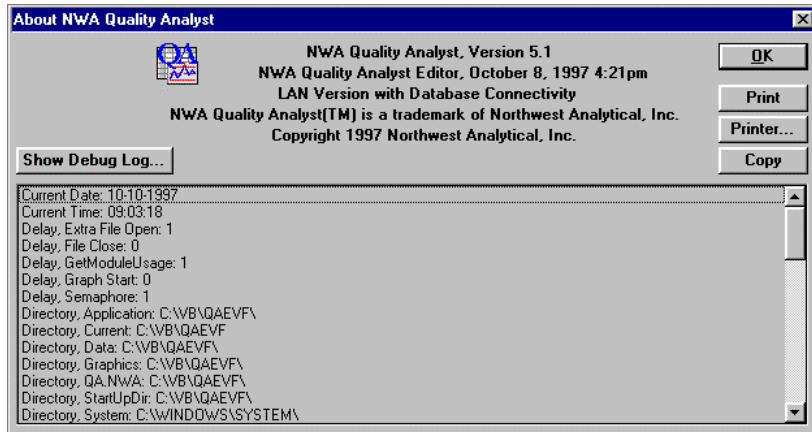 About NWA Quality Analyst
QA
NWA Quality Analyst, Version 5.1
NWA Quality Analyst Editor, October 8, 1997 4:21pm
LAN Version with Database Connectivity
NWA Quality Analyst(TM) is a trademark of Northwest Analytical, Inc.
Copyright 1997 Northwest Analytical, Inc.
OK
Print
Printer...
Copy
Show Debug Log...
Current Date: 10-10-1997
Current Time: 09:03:18
Delay, Extra File Open: 1
Delay, File Close: 0
Delay, GetModuleUsage: 1
Delay, Graph Start: 0
Delay, Semaphore: 1
Directory, Application: C:\VB\QAEVF\
Directory, Current: C:\VB\QAEVF
Directory, Data: C:\VB\QAEVF\
Directory, Graphics: C:\VB\QAEVF\
Directory, QA.NWA: C:\VB\QAEVF\
Directory, StartUpDir: C:\VB\QAEVF\
Directory, System: C:\WINDOWS\SYSTEM\